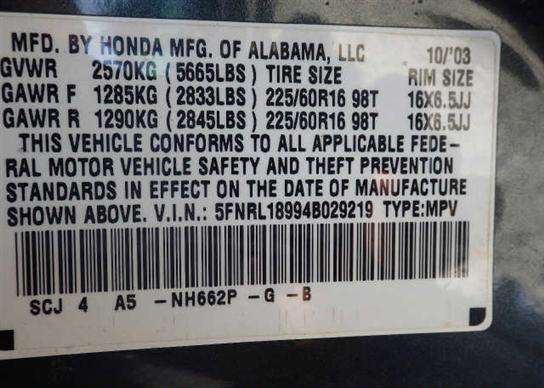 MFD. BY HONDA MFG. OF ALABAMA, LLC 10/'03
GVWR 2570KG (5665LBS) TIRE SIZE RIM SIZE
GAWR F 1285KG (2833LBS) 225/60R16 98T 16X6.5JJ
GAWR R 1290KG (2845LBS) 225/60R16 98T 16X6.5JJ
THIS VEHICLE CONFORMS TO ALL APPLICABLE FEDE-
RAL MOTOR VEHICLE SAFETY AND THEFT PREVENTION
STANDARDS IN EFFECT ON THE DATE OF MANUFACTURE
SHOWN ABOVE. V.I.N.: 5FNRL18994B029219 TYPE:MPV
SCJ 4 A5 -NH662P -G -B